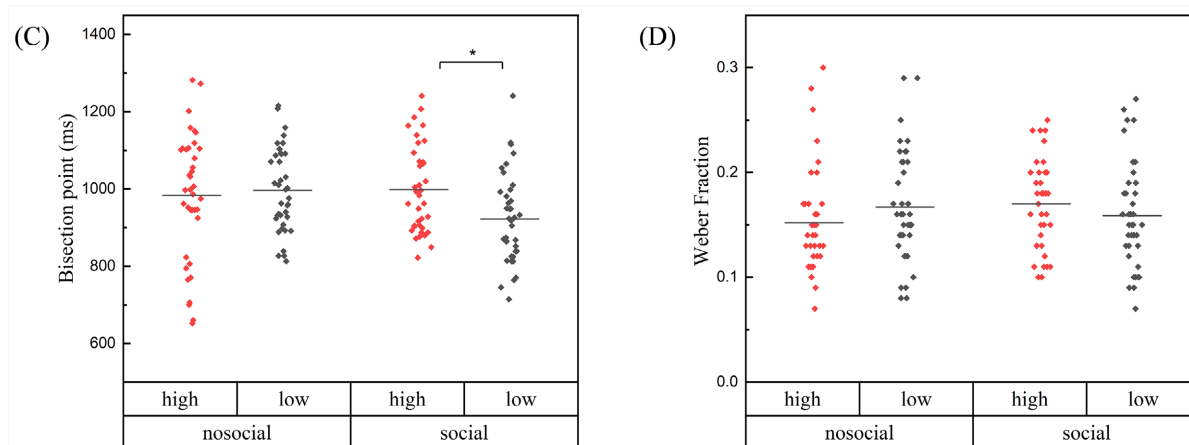 (C)
Bisection point (ms)
1400
1200
1000
800
600
*
high low high low
nosocial social
(D)
Weber Fraction
0.3
0.2
0.1
0.0
high low high low
nosocial social